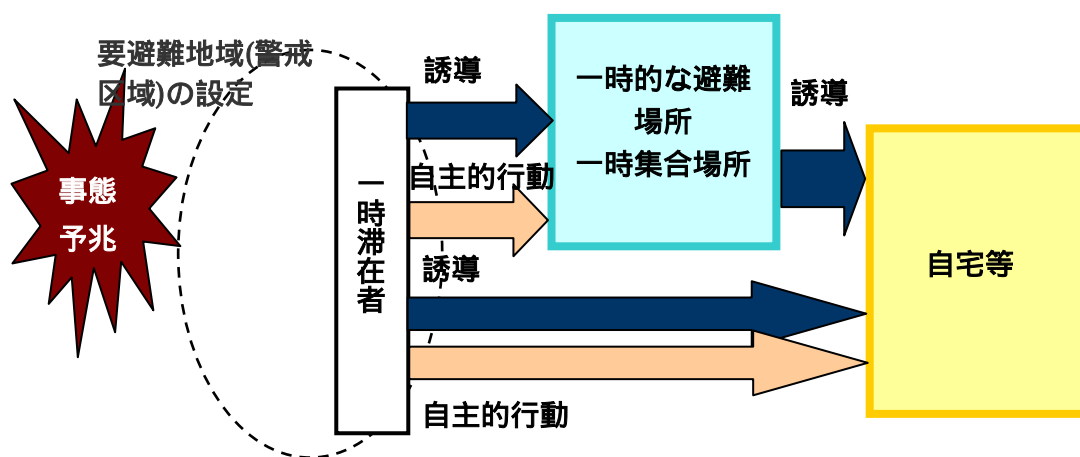 要避難地域(警戒
区域)の設定
事態
予兆
一時滞在者
誘導
自主的行動
誘導
自主的行動
一時的な避難
場所
一時集合場所
誘導
自宅等